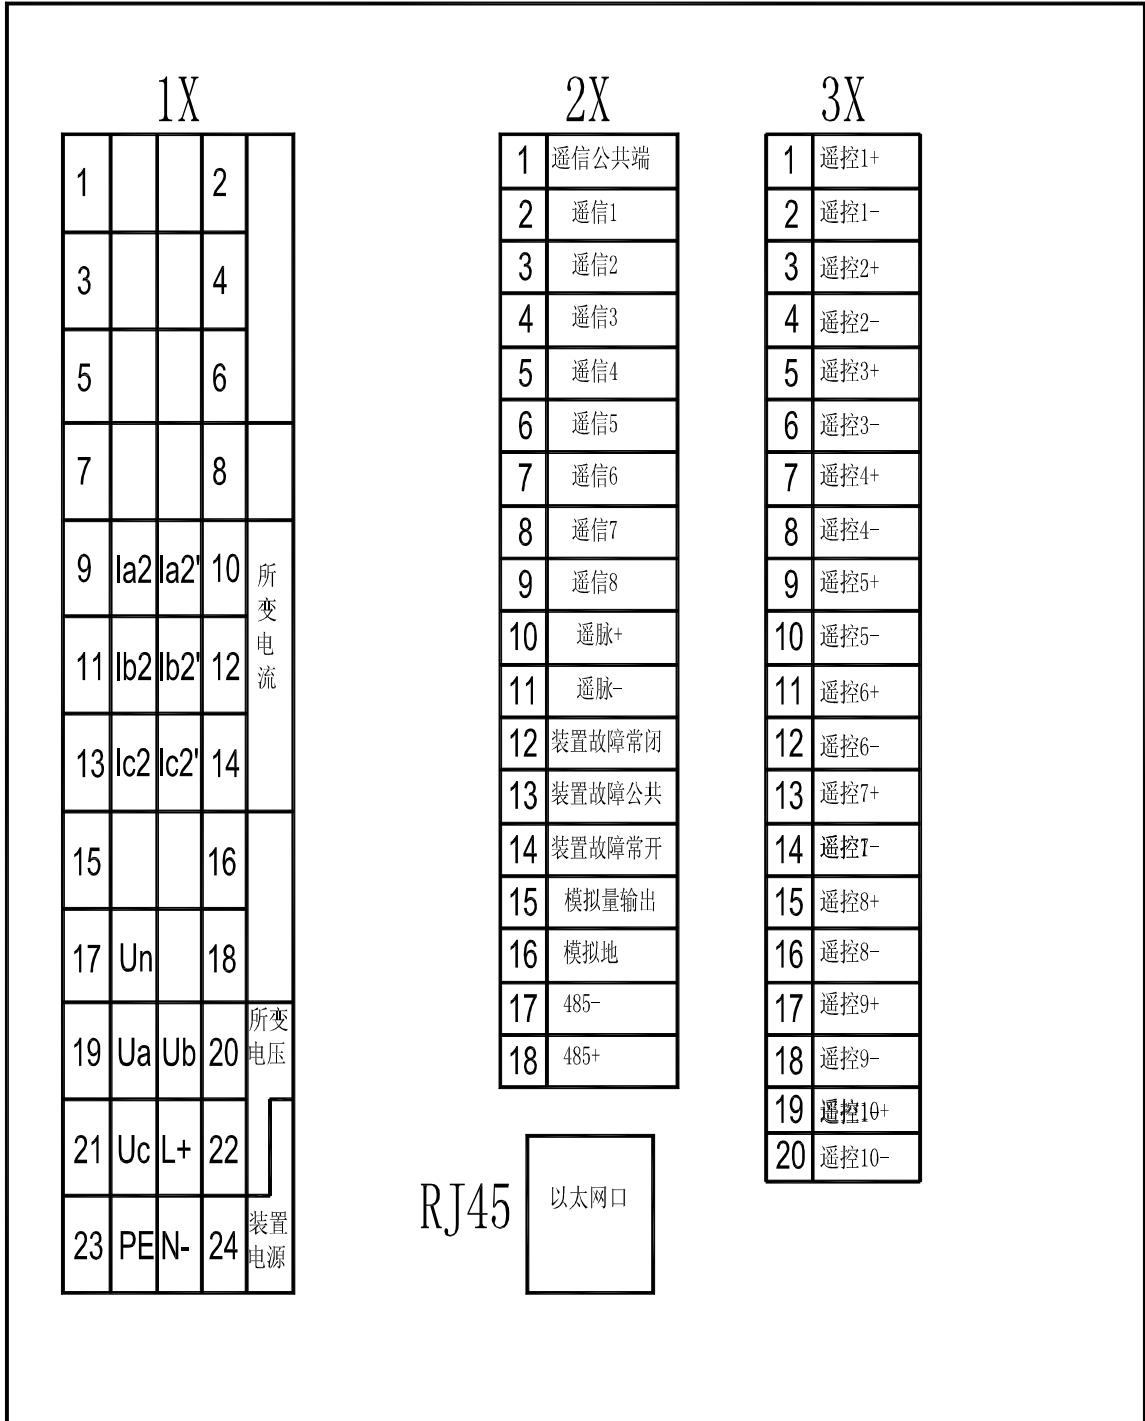 1X
1 2
3 4
5 6
7 8
9 Ia2 Ia2' 10
11 Ib2 Ib2' 12
13 Ic2 Ic2' 14
所
变
电
流
15 16
17 Un 18
19 Ua Ub 20
所变
电压
21 Uc L+ 22
23 PE N- 24
装置
电源
2X
1 遥信公共端
2 遥信1
3 遥信2
4 遥信3
5 遥信4
6 遥信5
7 遥信6
8 遥信7
9 遥信8
10 遥脉+
11 遥脉-
12 装置故障常闭
13 装置故障公共
14 装置故障常开
15 模拟量输出
16 模拟地
17 485-
18 485+
RJ45
以太网口
3X
1 遥控1+
2 遥控1-
3 遥控2+
4 遥控2-
5 遥控3+
6 遥控3-
7 遥控4+
8 遥控4-
9 遥控5+
10 遥控5-
11 遥控6+
12 遥控6-
13 遥控7+
14 遥控7-
15 遥控8+
16 遥控8-
17 遥控9+
18 遥控9-
19 遥控10+
20 遥控10-